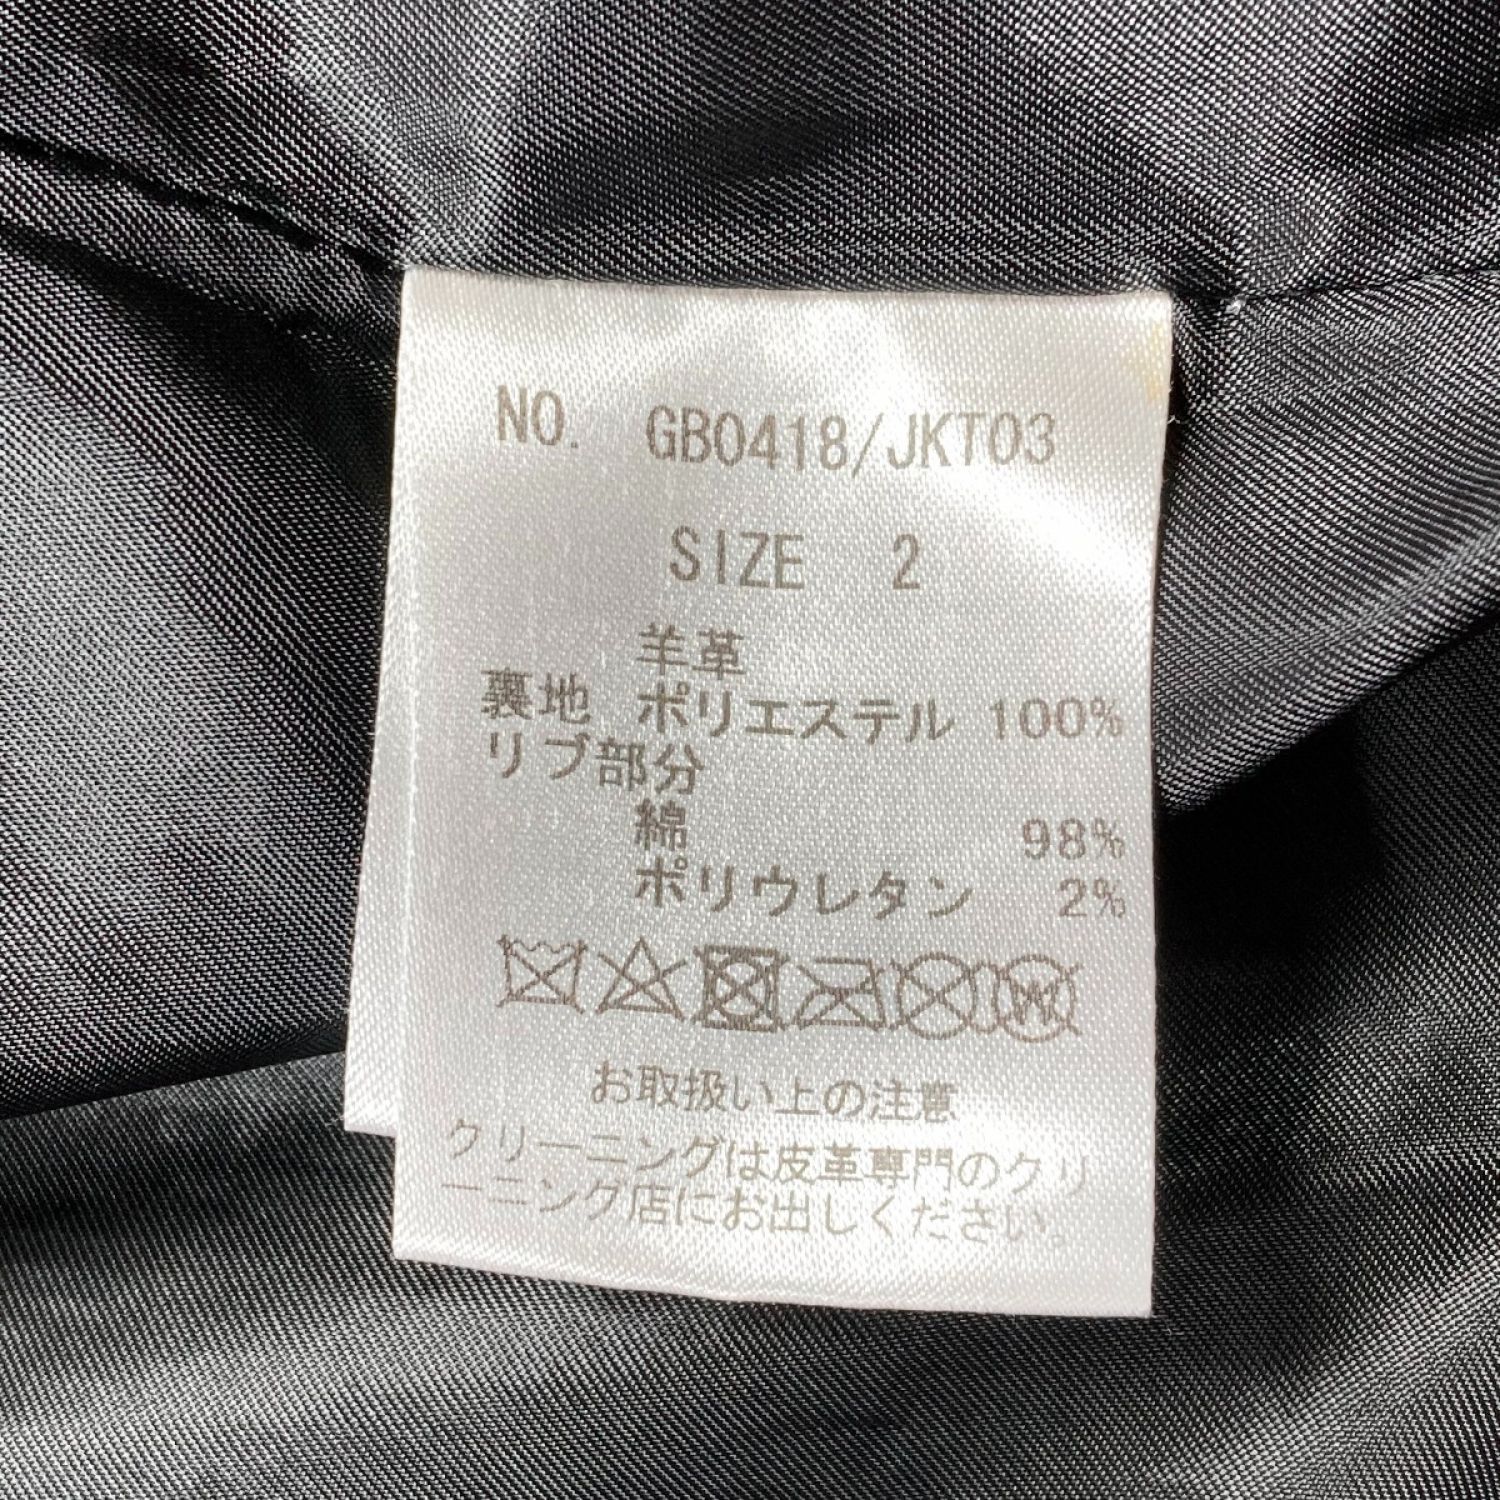 NO. GB0418/JKT03
SIZE 2
羊革
裏地 ポリエステル 100%
リブ部分
綿 98%
ポリウレタン 2%
W
お取扱い上の注意
クリーニングは皮革専門のクリ
ーニング店にお出しください。